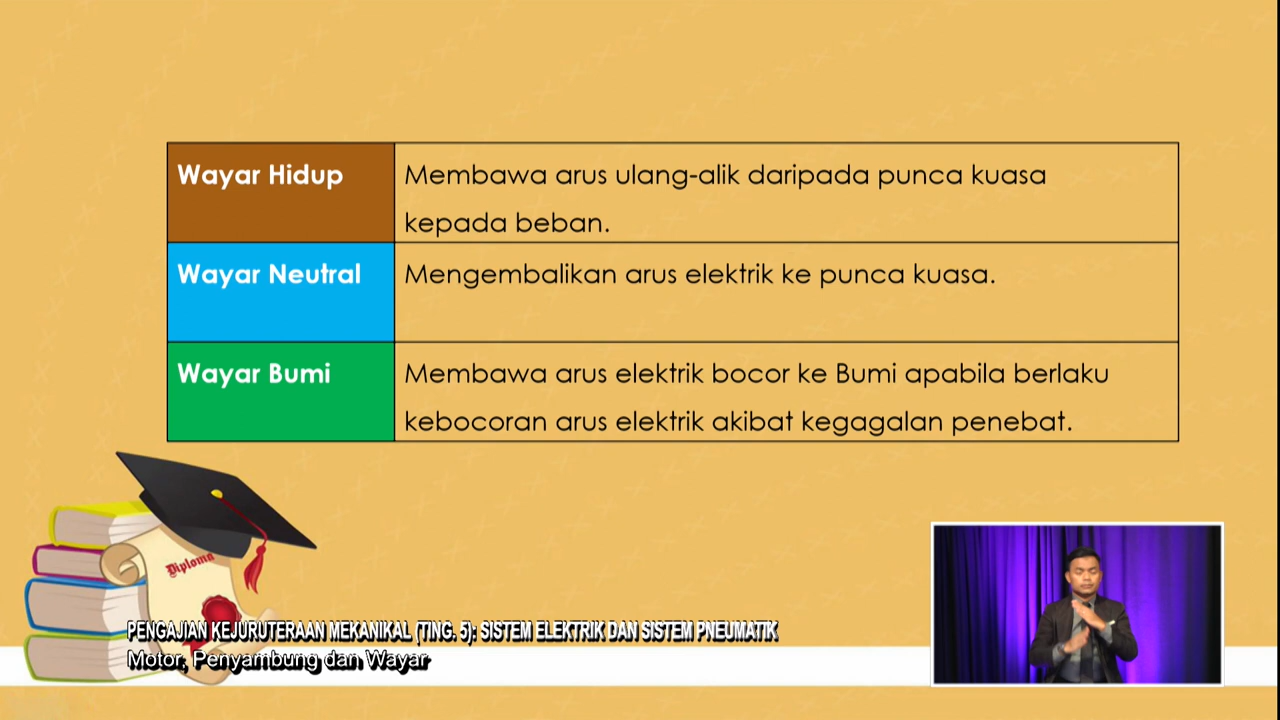 Wayar Hidup
Membawa arus ulang-alik daripada punca kuasa
kepada beban.
Wayar Neutral
Mengembalikan arus elektrik ke punca kuasa.
Wayar Bumi
Membawa arus elektrik bocor ke Bumi apabila berlaku
kebocoran arus elektrik akibat kegagalan penebat.
Diploma
PENGAJIAN KEJURUTERAAN MEKANIKAL (TING. 5): SISTEM ELEKTRIK DAN SISTEM PNEUMATIK
Motor, Penyambung dan Wayar